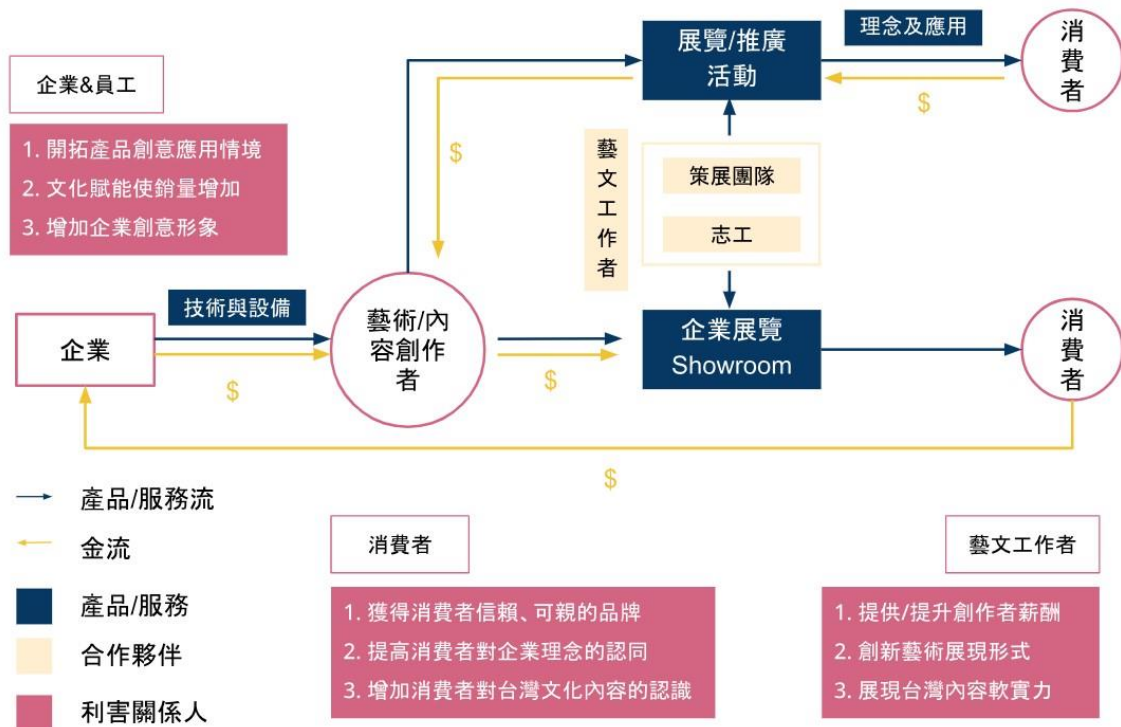 展覽/推廣
活動
理念及應用
消
費
者
企業&員工
1. 開拓產品創意應用情境
2. 文化賦能使銷量增加
3. 增加企業創意形象
$
$
藝
文
工
作
者
策展團隊
志工
技術與設備
企業
藝術/內
容創作
者
企業展覽
Showroom
消
費
者
$
$
$
產品/服務流
金流
產品/服務
合作夥伴
利害關係人
消費者
1. 獲得消費者信賴、可親的品牌
2. 提高消費者對企業理念的認同
3. 增加消費者對台灣文化內容的認識
藝文工作者
1. 提供/提升創作者薪酬
2. 創新藝術展現形式
3. 展現台灣內容軟實力